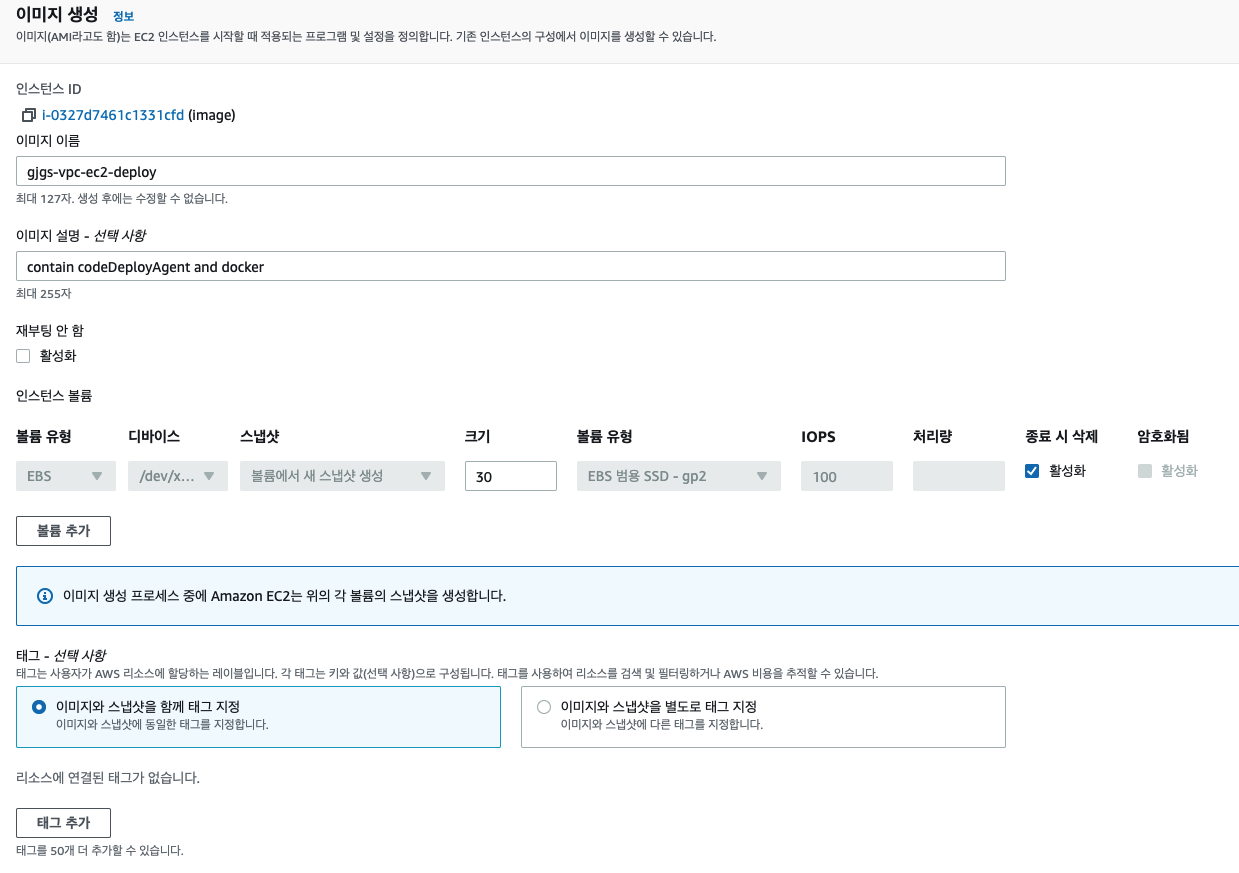 이미지 생성 정보
이미지(AMI라고도 함)는 EC2 인스턴스를 시작할 때 적용되는 프로그램 및 설정을 정의합니다. 기존 인스턴스의 구성에서 이미지를 생성할 수 있습니다.
인스턴스 ID
i-0327d7461c1331cfd (image)
이미지 이름
gjgs-vpc-ec2-deploy
최대 127자. 생성 후에는 수정할 수 없습니다.
이미지 설명 - 선택 사항
contain codeDeployAgent and docker
최대 255자
재부팅 안 함
활성화
인스턴스 볼륨
볼륨 유형 디바이스 스냅샷 크기 볼륨 유형 IOPS 처리량 종료 시 삭제 암호화됨
EBS /dev/x... 볼륨에서 새 스냅샷 생성 30 EBS 범용 SSD - gp2 100 활성화 활성화
볼륨 추가
이미지 생성 프로세스 중에 Amazon EC2는 위의 각 볼륨의 스냅샷을 생성합니다.
태그 - 선택 사항
태그는 사용자가 AWS 리소스에 할당하는 레이블입니다. 각 태그는 키와 값(선택 사항)으로 구성됩니다. 태그를 사용하여 리소스를 검색 및 필터링하거나 AWS 비용을 추적할 수 있습니다.
이미지와 스냅샷을 함께 태그 지정
이미지와 스냅샷에 동일한 태그를 지정합니다.
이미지와 스냅샷을 별도로 태그 지정
이미지와 스냅샷에 다른 태그를 지정합니다.
리소스에 연결된 태그가 없습니다.
태그 추가
태그를 50개 더 추가할 수 있습니다.